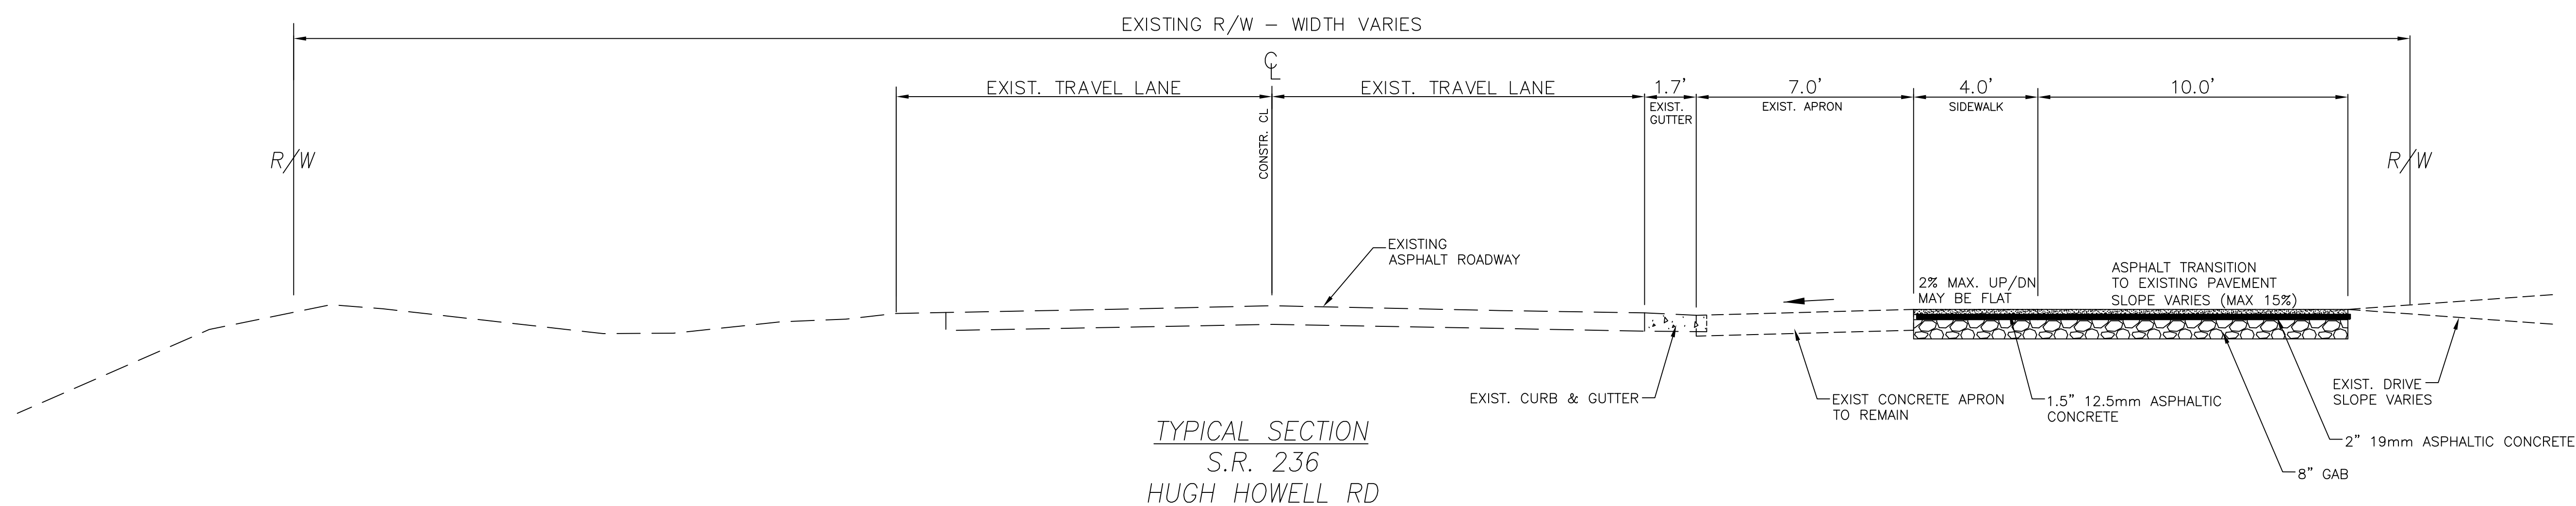 EXISTING R/W – WIDTH VARIES
CL
EXIST. TRAVEL LANE
EXIST. TRAVEL LANE
1.7'
EXIST.
GUTTER
7.0'
EXIST. APRON
4.0'
SIDEWALK
10.0'
CONSTR. CL
R/W
R/W
EXISTING
ASPHALT ROADWAY
2% MAX. UP/DN
MAY BE FLAT
ASPHALT TRANSITION
TO EXISTING PAVEMENT
SLOPE VARIES (MAX 15%)
EXIST. CURB & GUTTER
EXIST CONCRETE APRON
TO REMAIN
1.5" 12.5mm ASPHALTIC
CONCRETE
EXIST. DRIVE
SLOPE VARIES
2" 19mm ASPHALTIC CONCRETE
8" GAB
TYPICAL SECTION
S.R. 236
HUGH HOWELL RD